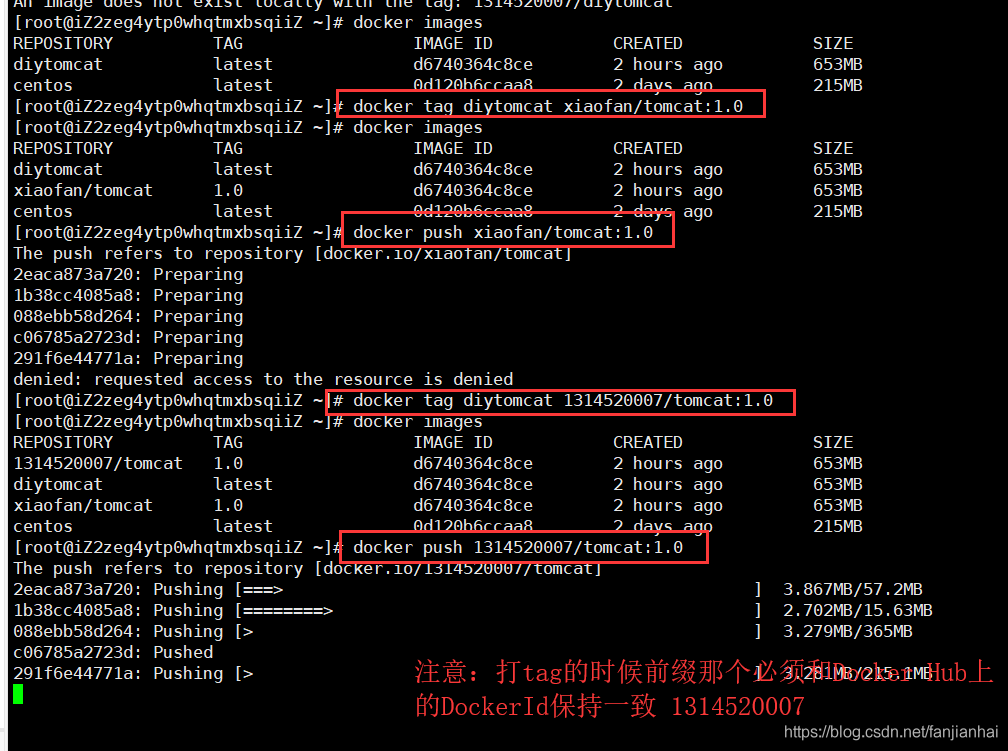 An image does not exist locally with the tag: 1314520007/diytomcat
[root@iZ2zeg4ytp0whqtmxbsqiiZ ~]# docker images
REPOSITORY TAG IMAGE ID CREATED SIZE
diytomcat latest d6740364c8ce 2 hours ago 653MB
centos latest 0d120b6ccaa8 2 days ago 215MB
[root@iZ2zeg4ytp0whqtmxbsqiiZ ~]# docker tag diytomcat xiaofan/tomcat:1.0
[root@iZ2zeg4ytp0whqtmxbsqiiZ ~]# docker images
REPOSITORY TAG IMAGE ID CREATED SIZE
diytomcat latest d6740364c8ce 2 hours ago 653MB
xiaofan/tomcat 1.0 d6740364c8ce 2 hours ago 653MB
centos latest 0d120b6ccaa8 2 days ago 215MB
[root@iZ2zeg4ytp0whqtmxbsqiiZ ~]# docker push xiaofan/tomcat:1.0
The push refers to repository [docker.io/xiaofan/tomcat]
2eaca873a720: Preparing
1b38cc4085a8: Preparing
088ebb58d264: Preparing
c06785a2723d: Preparing
291f6e44771a: Preparing
denied: requested access to the resource is denied
[root@iZ2zeg4ytp0whqtmxbsqiiZ ~]# docker tag diytomcat 1314520007/tomcat:1.0
[root@iZ2zeg4ytp0whqtmxbsqiiZ ~]# docker images
REPOSITORY TAG IMAGE ID CREATED SIZE
1314520007/tomcat 1.0 d6740364c8ce 2 hours ago 653MB
diytomcat latest d6740364c8ce 2 hours ago 653MB
xiaofan/tomcat 1.0 d6740364c8ce 2 hours ago 653MB
centos latest 0d120b6ccaa8 2 days ago 215MB
[root@iZ2zeg4ytp0whqtmxbsqiiZ ~]# docker push 1314520007/tomcat:1.0
The push refers to repository [docker.io/1314520007/tomcat]
2eaca873a720: Pushing [===> ] 3.867MB/57.2MB
1b38cc4085a8: Pushing [========> ] 2.702MB/15.63MB
088ebb58d264: Pushing [> ] 3.279MB/365MB
c06785a2723d: Pushed
291f6e44771a: Pushing [> ] 3.281MB/215.1MB
注意：打tag的时候前缀那个必须和Docker Hub上
的DockerId保持一致 1314520007
https://blog.csdn.net/fanjianhai